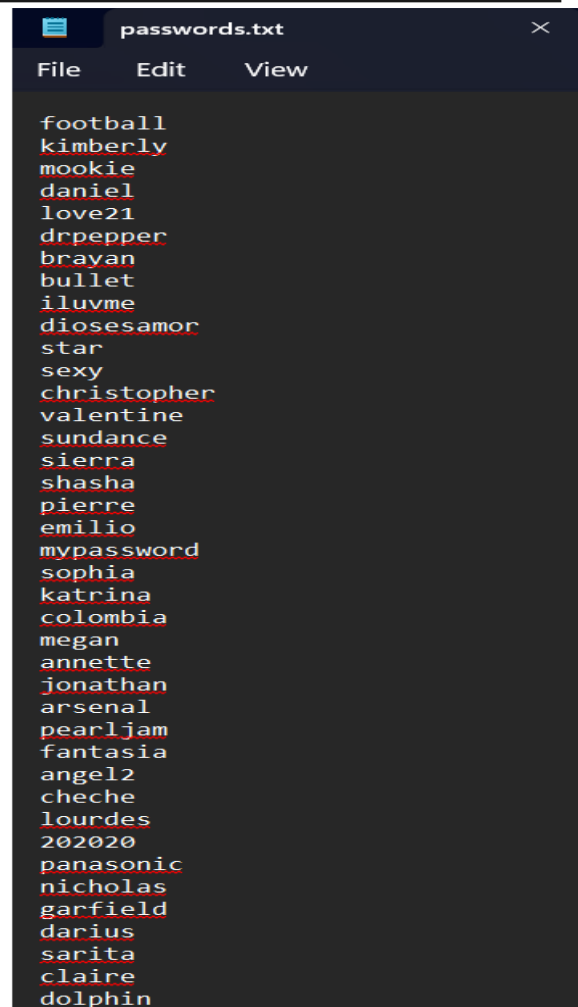 passwords.txt
File Edit View
football
kimberly
mookie
daniel
love21
drpepper
brayan
bullet
iluvme
diosesamor
star
sexy
christopher
valentine
sundance
sierra
shasha
pierre
emilio
mypassword
sophia
katrina
colombia
megan
annette
jonathan
arsenal
pearljam
fantasia
angel2
cheche
lourdes
202020
panasonic
nicholas
garfield
darius
sarita
claire
dolphin